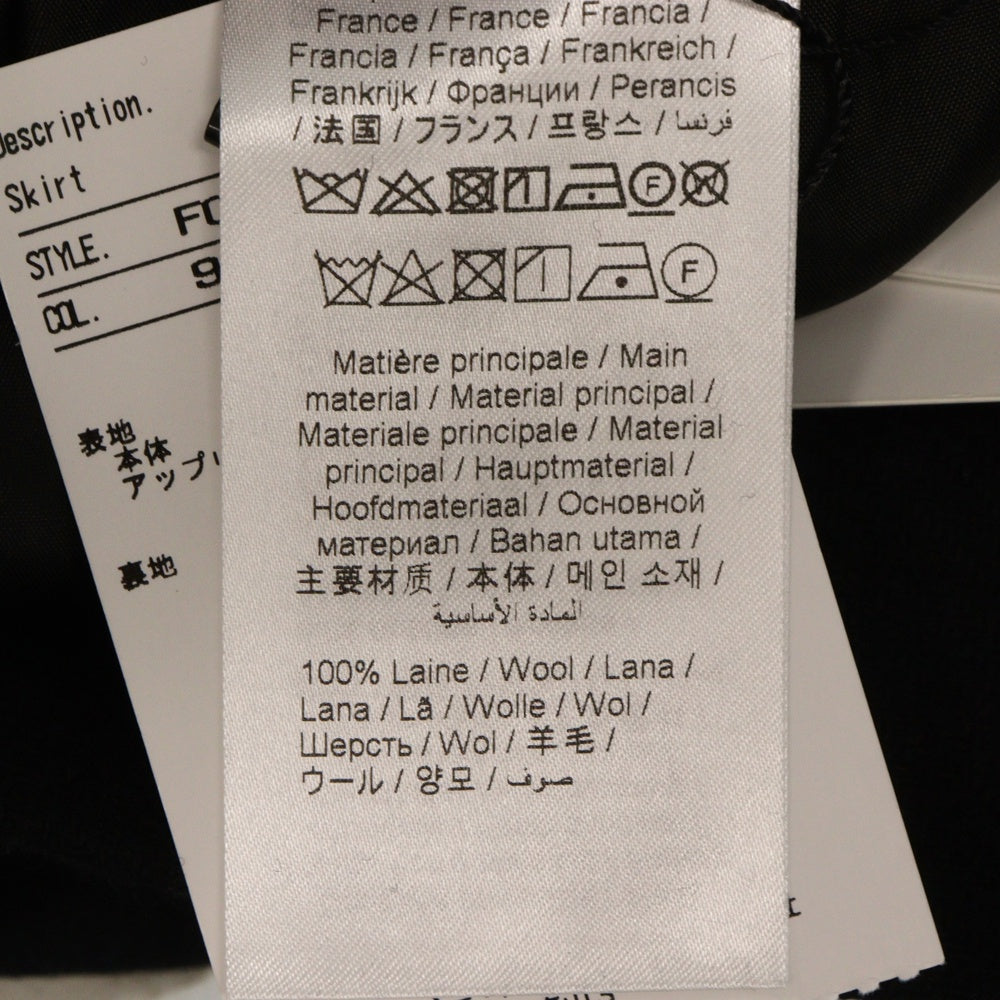 France / France / Francia /
Francia / França / Frankreich /
Frankrijk / Франции / Perancis
/ 法国 / フランス / 프랑스 / فرنسا
F W
F
Matière principale / Main
material / Material principal /
Materiale principale / Material
principal / Hauptmaterial /
Hoofdmateriaal / Основной
материал / Bahan utama /
主要材质 / 本体 / 메인 소재 /
المادة الأساسية
100% Laine / Wool / Lana /
Lana / Lã / Wolle / Wol /
Шерсть / Wol / 羊毛 /
ウール / 양모 / صوف
Description.
Skirt
STYLE.
COL. 9
表地
本体
裏地